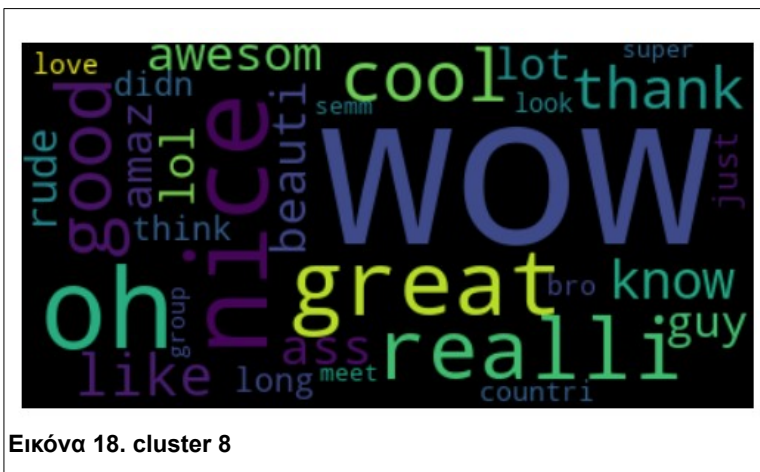 love awesom cool lot super
didn semm look thank
rude good amaz lol nice beauti wow just
think
oh group great bro know
like long ass meet realli guy
countri
Εικόνα 18. cluster 8